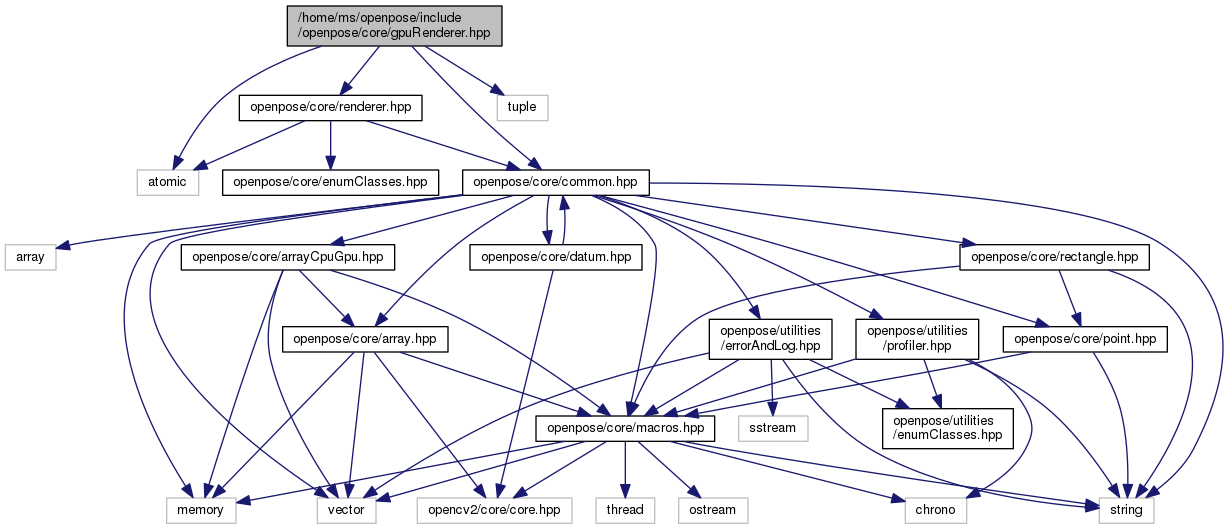 /home/ms/openpose/include
/openpose/core/gpuRenderer.hpp
openpose/core/renderer.hpp
tuple
atomic
openpose/core/enumClasses.hpp
openpose/core/common.hpp
array
openpose/core/arrayCpuGpu.hpp
openpose/core/datum.hpp
openpose/core/rectangle.hpp
openpose/core/array.hpp
openpose/utilities
/errorAndLog.hpp
openpose/utilities
/profiler.hpp
openpose/core/point.hpp
openpose/core/macros.hpp
sstream
openpose/utilities
/enumClasses.hpp
memory
vector
opencv2/core/core.hpp
thread
ostream
chrono
string